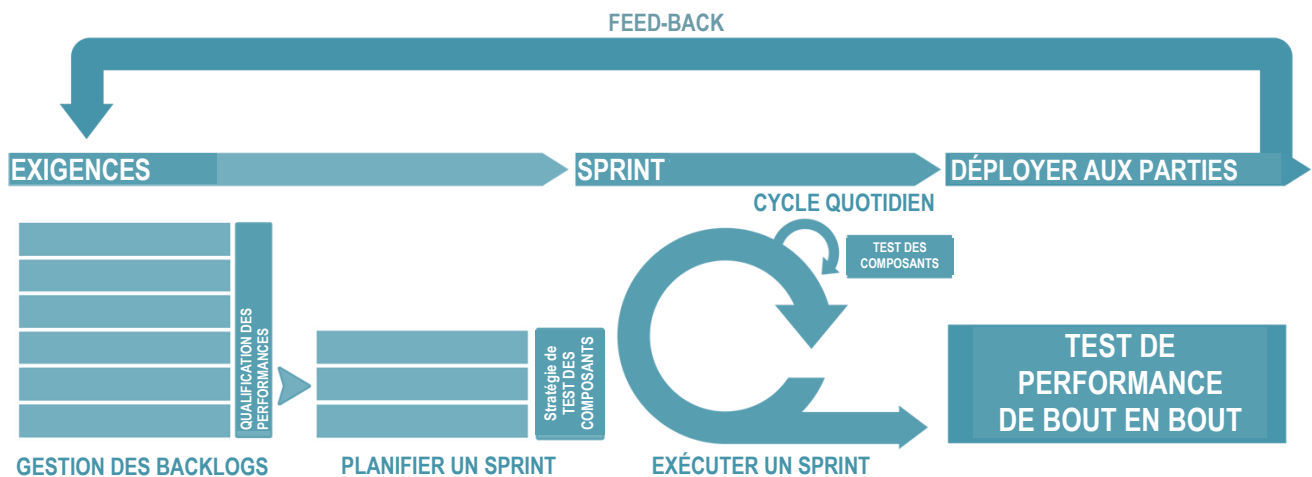 FEED-BACK
EXIGENCES
SPRINT
DÉPLOYER AUX PARTIES
CYCLE QUOTIDIEN
TEST DES
COMPOSANTS
QUALIFICATION DES
PERFORMANCES
Stratégie de
TEST DES
COMPOSANTS
TEST DE
PERFORMANCE
DE BOUT EN BOUT
GESTION DES BACKLOGS
PLANIFIER UN SPRINT
EXÉCUTER UN SPRINT